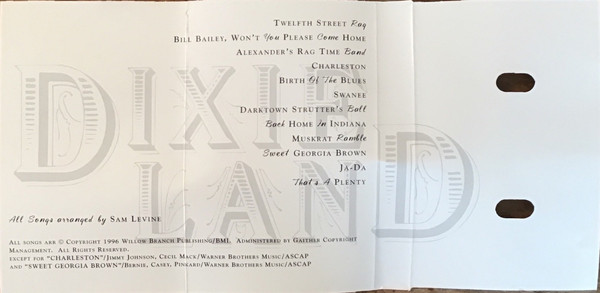 TWELFTH STREET Rag
BILL BAILEY, WON'T You PLEASE Come HOME
ALEXANDER'S RAG TIME Band
CHARLESTON
BIRTH Of The BLUES
SWANEE
DARKTOWN STRUTTER'S Ball
Back HOME In INDIANA
MUSKRAT Ramble
Sweet GEORGIA BROWN
JA-DA
That's A PLENTY
DIXIE
LAND
All Songs arranged by SAM LEVINE
ALL SONGS ARR © COPYRIGHT 1996 WILLOW BRANCH PUBLISHING/BMI. ADMINISTERED BY GAITHER COPYRIGHT
MANAGEMENT. ALL RIGHTS RESERVED.
EXCEPT FOR "CHARLESTON"/JIMMY JOHNSON, CECIL MACK/WARNER BROTHERS MUSIC/ASCAP
AND "SWEET GEORGIA BROWN"/BERNIE, CASEY, PINKARD/WARNER BROTHERS MUSIC/ASCAP